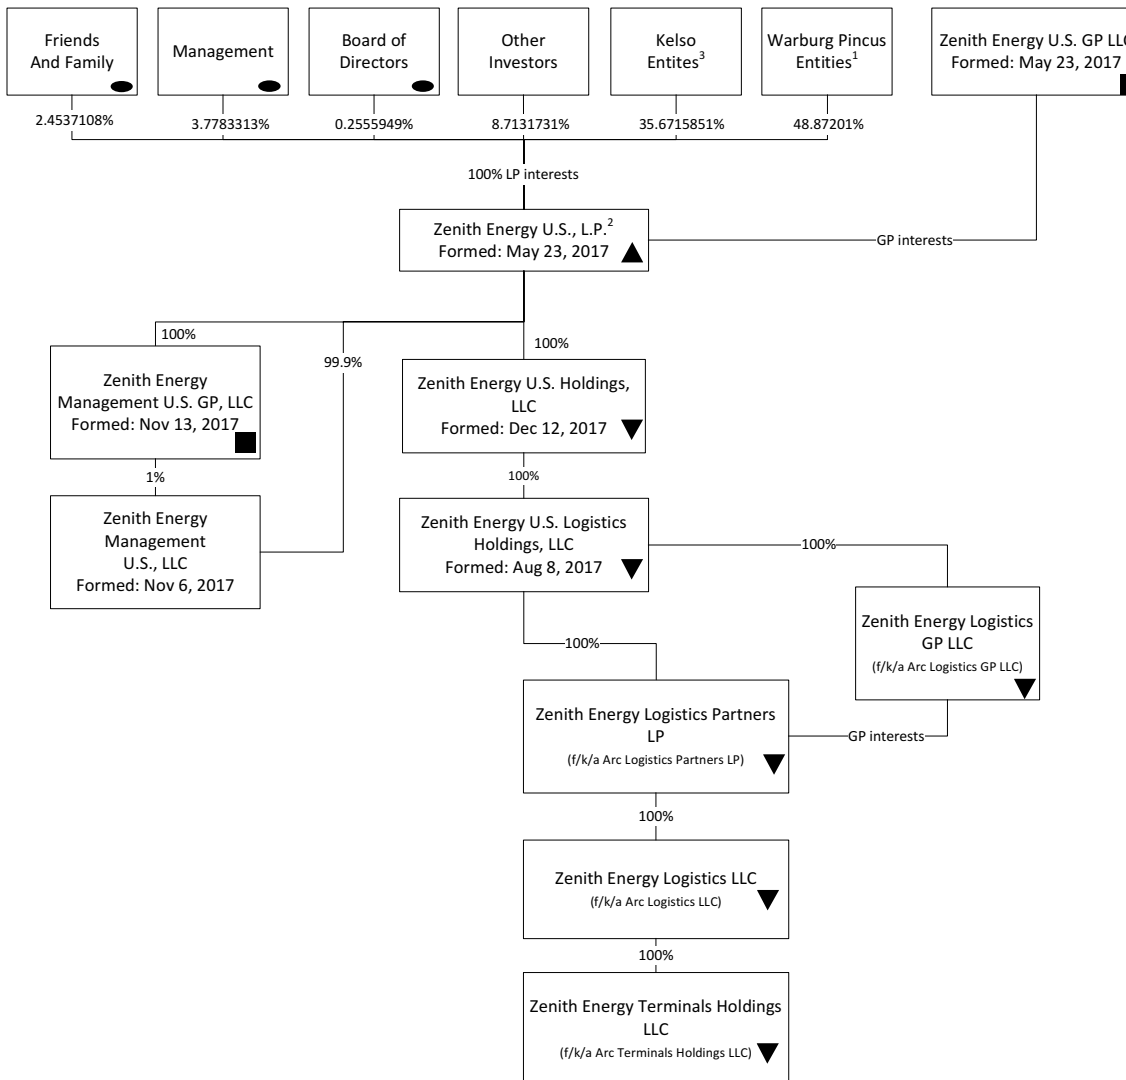 Friends
And Family
Management
Board of
Directors
Other
Investors
Kelso
Entites3
Warburg Pincus
Entities1
Zenith Energy U.S. GP LLC
Formed: May 23, 2017
2.4537108%
3.7783313%
0.2555949%
8.7131731%
35.6715851%
48.87201%
100% LP interests
Zenith Energy U.S., L.P.2
Formed: May 23, 2017
GP interests
100%
99.9%
100%
Zenith Energy
Management U.S. GP, LLC
Formed: Nov 13, 2017
Zenith Energy U.S. Holdings,
LLC
Formed: Dec 12, 2017
1%
100%
Zenith Energy
Management
U.S., LLC
Formed: Nov 6, 2017
Zenith Energy U.S. Logistics
Holdings, LLC
Formed: Aug 8, 2017
100%
100%
Zenith Energy Logistics
GP LLC
(f/k/a Arc Logistics GP LLC)
Zenith Energy Logistics Partners
LP
(f/k/a Arc Logistics Partners LP)
GP interests
100%
Zenith Energy Logistics LLC
(f/k/a Arc Logistics LLC)
100%
Zenith Energy Terminals Holdings
LLC
(f/k/a Arc Terminals Holdings LLC)